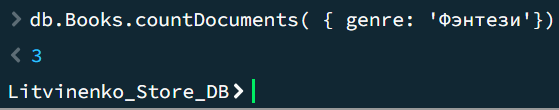 > db.Books.countDocuments( { genre: 'Фэнтези'})
< 3
Litvinenko_Store_DB>